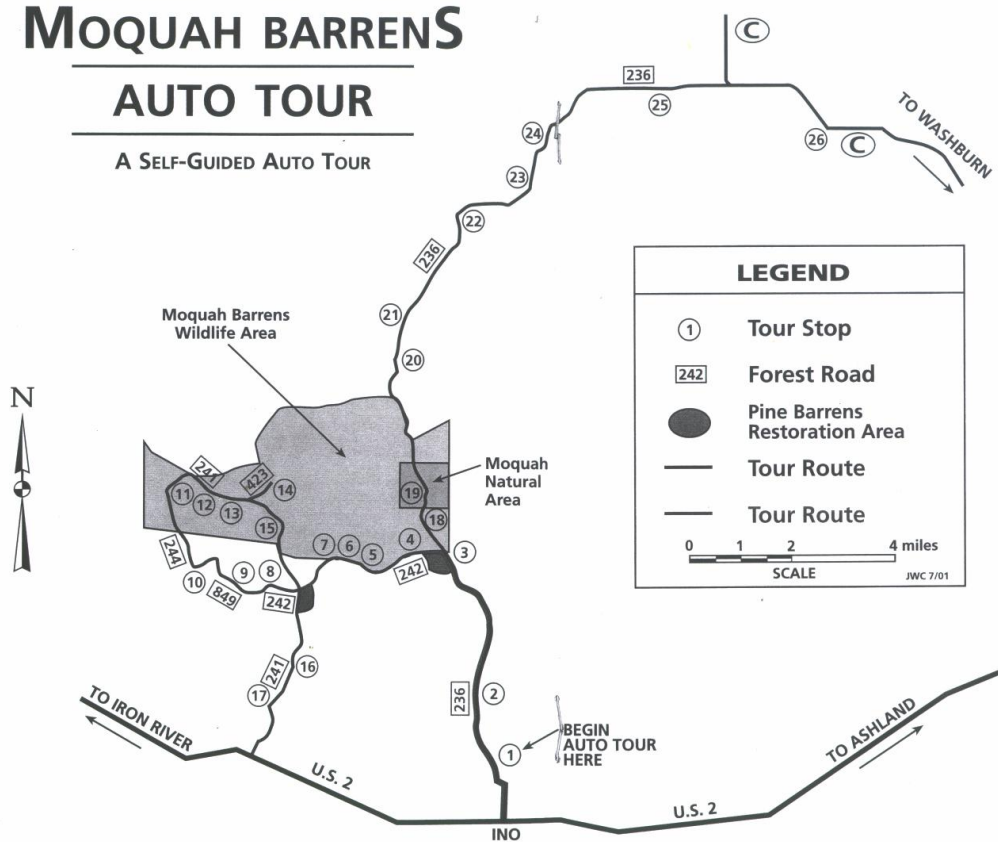 MOQUAH BARRENS
AUTO TOUR
A SELF-GUIDED AUTO TOUR
C
236
25
24
26
C
TO WASHBURN
23
22
236
21
20
Moquah Barrens
Wildlife Area
N
LEGEND
1 Tour Stop
242 Forest Road
Pine Barrens
Restoration Area
Tour Route
Tour Route
0 1 2 4 miles
SCALE
JWC 7/01
Moquah
Natural
Area
241
423
14
11
12
13
15
19
18
7
6
5
4
3
242
244
10
9
8
849
242
16
241
17
236
2
1
BEGIN
AUTO TOUR
HERE
TO IRON RIVER
U.S. 2
INO
U.S. 2
TO ASHLAND